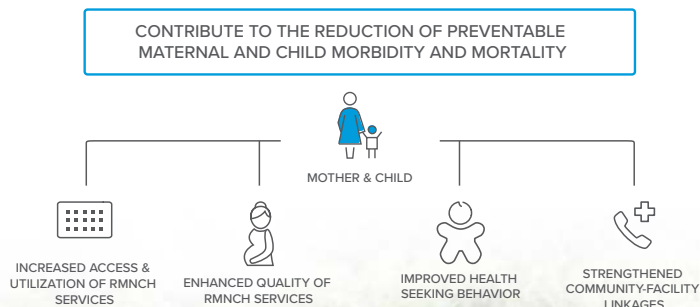 CONTRIBUTE TO THE REDUCTION OF PREVENTABLE
MATERNAL AND CHILD MORBIDITY AND MORTALITY
MOTHER & CHILD
INCREASED ACCESS &
UTILIZATION OF RMNCH
SERVICES
ENHANCED QUALITY OF
RMNCH SERVICES
IMPROVED HEALTH
SEEKING BEHAVIOR
STRENGTHENED
COMMUNITY-FACILITY
LINKAGES